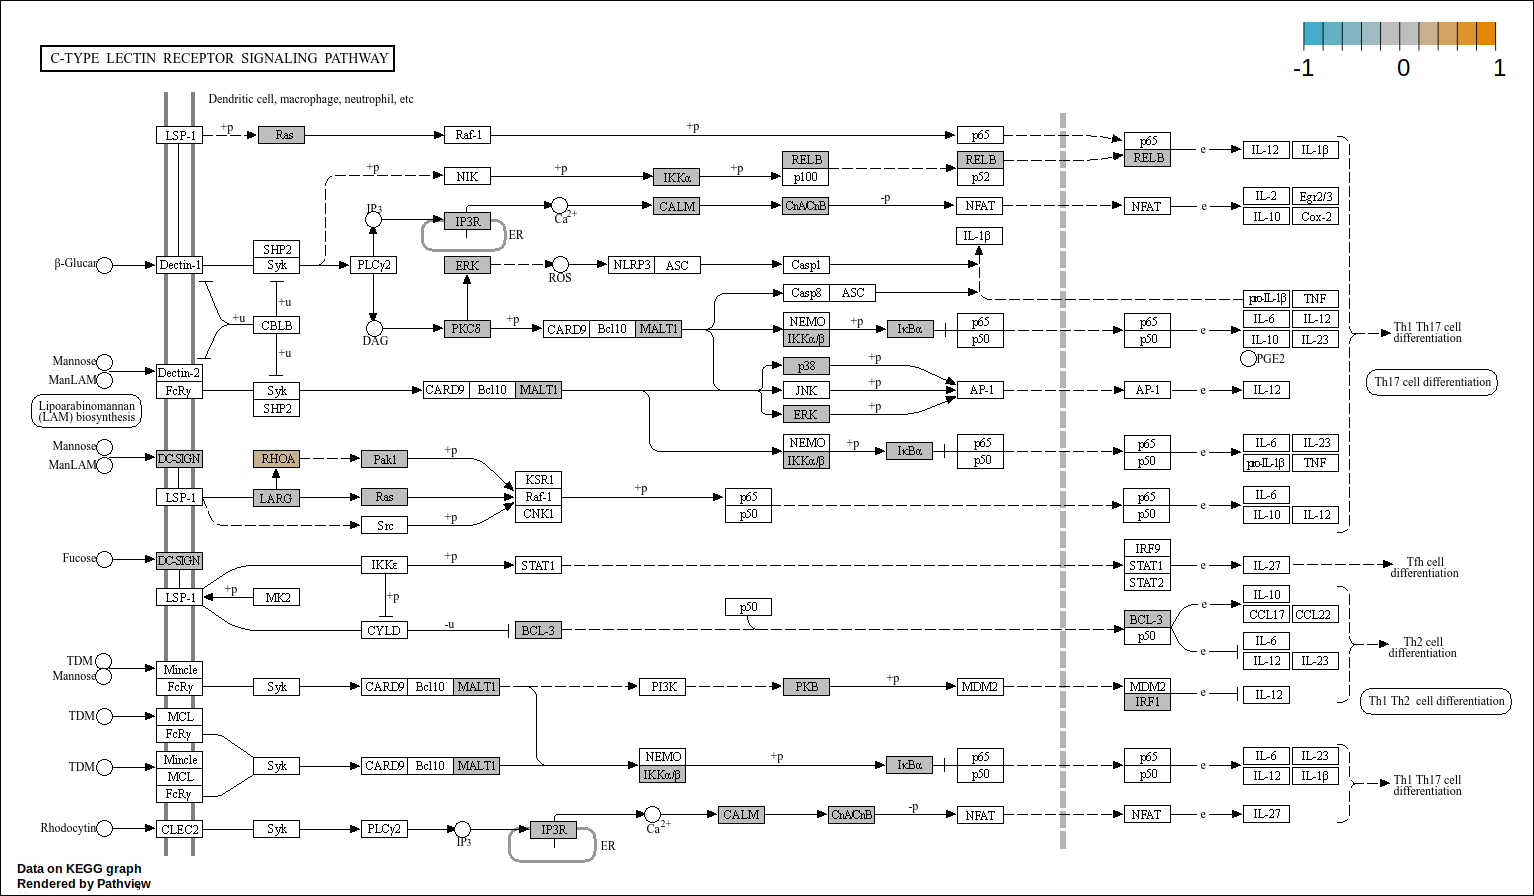 C-TYPE LECTIN RECEPTOR SIGNALING PATHWAY
-1 0 1
Dendritic cell, macrophage, neutrophil, etc
LSP-1 +p Ras Raf-1 +p p65 p65 RELB e IL-12 IL-1β
+p NIK +p IKKα +p RELB p100 RELB p52
IP3 IP3R Ca2+ CALM CnA/CnB -p NFAT NFAT e IL-2 Egr2/3
IL-10 Cox-2
ER
IL-1β
SHP2
β-Glucan Dectin-1 Syk PLCγ2 ERK ROS NLRP3 ASC Casp1
Casp8 ASC pro-IL-1β TNF
+u +u CBLB
DAG PKCδ +p CARD9 Bcl10 MALT1 NEMO IKKα/β +p IκBα p65 p50 p65 p50 e IL-6 IL-12
IL-10 IL-23
PGE2
Th1 Th17 cell
differentiation
+u
Mannose
ManLAM
Dectin-2
FcRγ Syk SHP2 CARD9 Bcl10 MALT1
p38 +p
JNK +p AP-1 AP-1 e IL-12
ERK +p
Th17 cell differentiation
Lipoarabinomannan
(LAM) biosynthesis
Mannose
ManLAM
DC-SIGN RHOA Pak1 +p
NEMO IKKα/β +p IκBα p65 p50 p65 p50 e IL-6 IL-23
pro-IL-1β TNF
LSP-1 LARG Ras KSR1 Raf-1 CNK1 +p p65 p50 p65 p50 e IL-6
IL-10 IL-12
Src +p
Fucose DC-SIGN IKKε +p STAT1 IRF9 STAT1 STAT2 e IL-27 Tfh cell
differentiation
LSP-1 +p MK2 +p p50
CYLD -u BCL-3 BCL-3 p50 e IL-10
CCL17 CCL22
e IL-6
IL-12 IL-23
Th2 cell
differentiation
TDM
Mannose
Mincle
FcRγ Syk CARD9 Bcl10 MALT1 PI3K PKB +p MDM2 MDM2 IRF1 e IL-12
Th1 Th2 cell differentiation
TDM MCL
FcRγ
TDM Mincle
MCL
FcRγ
Syk CARD9 Bcl10 MALT1 NEMO IKKα/β +p IκBα p65 p50 p65 p50 e IL-6 IL-23
IL-12 IL-1β
Th1 Th17 cell
differentiation
Rhodocytin CLEC2 Syk PLCγ2 IP3 IP3R Ca2+ CALM CnA/CnB -p NFAT NFAT e IL-27
ER
Data on KEGG graph
Rendered by Pathview